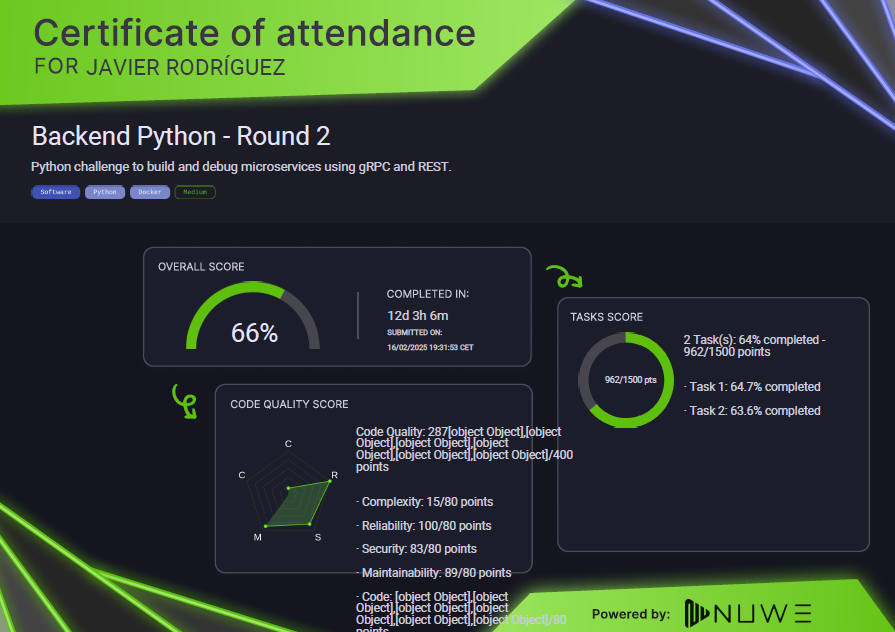 Certificate of attendance
FOR JAVIER RODRÍGUEZ
Backend Python - Round 2
Python challenge to build and debug microservices using gRPC and REST.
Software Python Docker Medium
OVERALL SCORE
66%
COMPLETED IN:
12d 3h 6m
SUBMITTED ON:
16/02/2025 19:31:53 CET
TASKS SCORE
962/1500 pts
2 Task(s): 64% completed -
962/1500 points
· Task 1: 64.7% completed
· Task 2: 63.6% completed
CODE QUALITY SCORE
C
R
S
M
C
Code Quality: 287[object Object],[object
Object],[object Object],[object
Object],[object Object],[object Object]/400
points
· Complexity: 15/80 points
· Reliability: 100/80 points
· Security: 83/80 points
· Maintainability: 89/80 points
· Code: [object Object],[object
Object],[object Object],[object
Object],[object Object],[object Object]/80
points
Powered by: NUWE